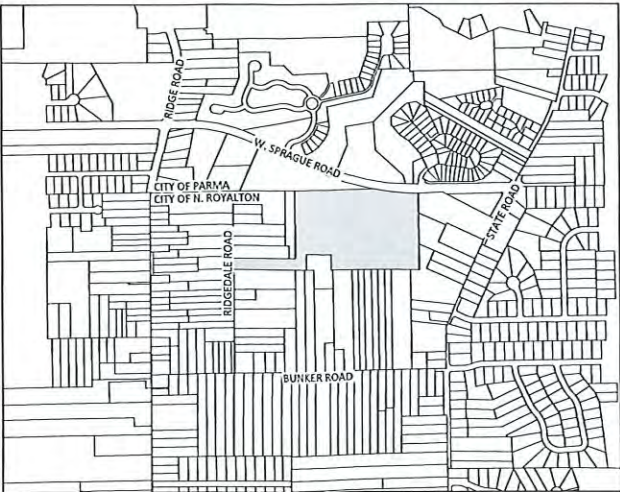 RIDGE ROAD
W. SPRAGUE ROAD
CITY OF PARMA
CITY OF N. ROYALTON
STATE ROAD
RIDGEDALE ROAD
BUNKER ROAD